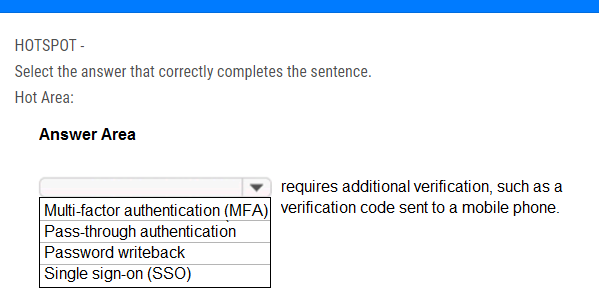 HOTSPOT -
Select the answer that correctly completes the sentence.
Hot Area:
Answer Area
requires additional verification, such as a
verification code sent to a mobile phone.
Multi-factor authentication (MFA)
Pass-through authentication
Password writeback
Single sign-on (SSO)